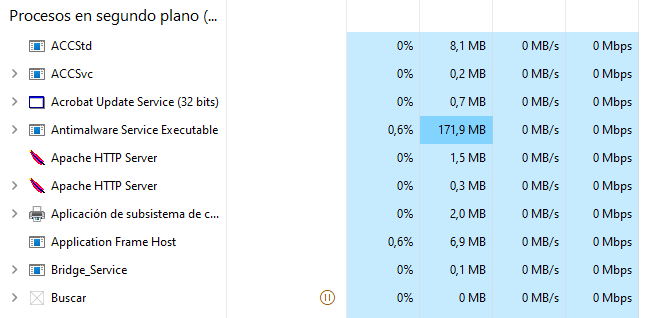 Procesos en segundo plano (...
ACCStd 0% 8,1 MB 0 MB/s 0 Mbps
ACCSvc 0% 0,2 MB 0 MB/s 0 Mbps
Acrobat Update Service (32 bits) 0% 0,7 MB 0 MB/s 0 Mbps
Antimalware Service Executable 0,6% 171,9 MB 0 MB/s 0 Mbps
Apache HTTP Server 0% 1,5 MB 0 MB/s 0 Mbps
Apache HTTP Server 0% 0,3 MB 0 MB/s 0 Mbps
Aplicación de subsistema de c... 0% 2,0 MB 0 MB/s 0 Mbps
Application Frame Host 0,6% 6,9 MB 0 MB/s 0 Mbps
Bridge_Service 0% 0,1 MB 0 MB/s 0 Mbps
Buscar 0% 0 MB 0 MB/s 0 Mbps